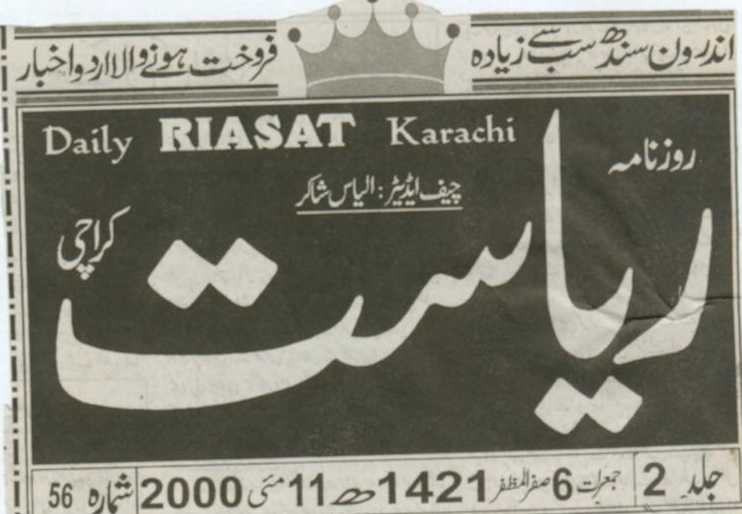 اندرون سندھ سب سے زیادہ فروخت ہونے والا اردو اخبار
Daily RIASAT Karachi
روزنامہ
چیف ایڈیٹر: الیاس شاکر
کراچی
ریاست
جلد 2 جمعرات 6 صفر المظفر 1421ھ 11 مئی 2000 شمارہ 56